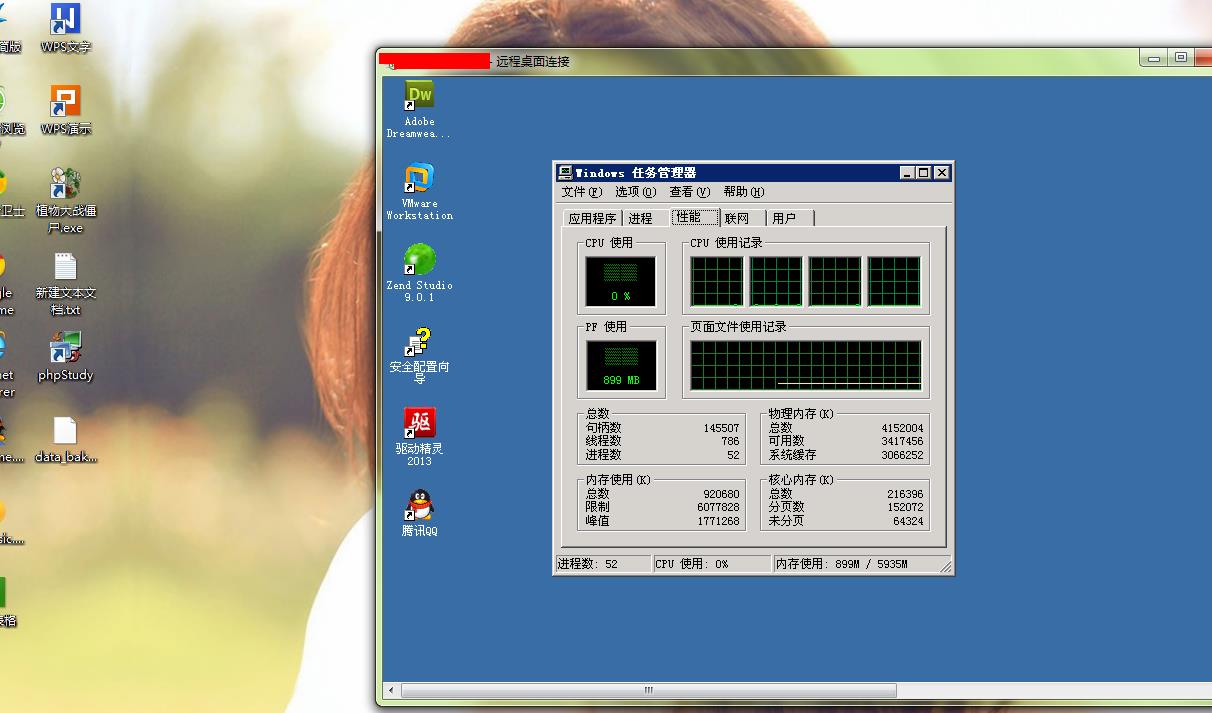 简版
WPS文字
浏览
WPS演示
卫士
植物大战僵
尸.exe
gle
me
新建文本文
档.txt
net
rer
phpStudy
me....
data_bak...
sic....
表格
- 远程桌面连接
Dw
Adobe
Dreamwea...
VMware
Workstation
Zend Studio
9.0.1
安全配置向
导
驱
驱动精灵
2013
腾讯QQ
Windows 任务管理器
文件(F) 选项(O) 查看(V) 帮助(H)
应用程序 进程 性能 联网 用户
CPU 使用
0 %
CPU 使用记录
PF 使用
899 MB
页面文件使用记录
总数
句柄数 145507
线程数 786
进程数 52
物理内存(K)
总数 4152004
可用数 3417456
系统缓存 3066252
内存使用(K)
总数 920680
限制 6077828
峰值 1771268
核心内存(K)
总数 216396
分页数 152072
未分页 64324
进程数: 52 CPU 使用: 0% 内存使用: 899M / 5935M